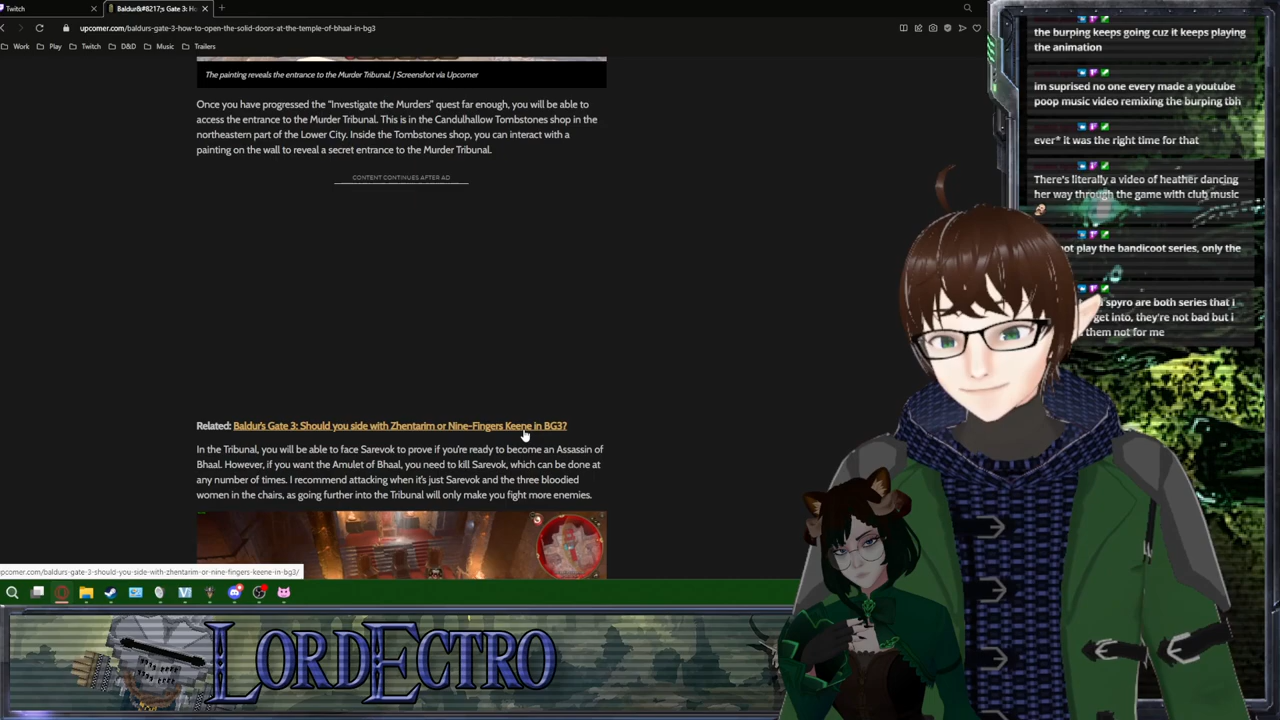 Twitch
Baldur&#8217;s Gate 3: H
upcomer.com/baldurs-gate-3-how-to-open-the-solid-doors-at-the-temple-of-bhaal-in-bg3
Work
Play
Twitch
D&D
Music
Trailers
The painting reveals the entrance to the Murder Tribunal. | Screenshot via Upcomer
Once you have progressed the “Investigate the Murders” quest far enough, you will be able to
access the entrance to the Murder Tribunal. This is in the Candulhallow Tombstones shop in the
northeastern part of the Lower City. Inside the Tombstones shop, you can interact with a
painting on the wall to reveal a secret entrance to the Murder Tribunal.
CONTENT CONTINUES AFTER AD
Related: Baldur's Gate 3: Should you side with Zhentarim or Nine-Fingers Keene in BG3?
In the Tribunal, you will be able to face Sarevok to prove if you're ready to become an Assassin of
Bhaal. However, if you want the Amulet of Bhaal, you need to kill Sarevok, which can be done at
any number of times. I recommend attacking when it's just Sarevok and the three bloodied
women in the chairs, as going further into the Tribunal will only make you fight more enemies.
upcomer.com/baldurs-gate-3-should-you-side-with-zhentarim-or-nine-fingers-keene-in-bg3/
the burping keeps going cuz it keeps playing
the animation
im suprised no one every made a youtube
poop music video remixing the burping tbh
ever* it was the right time for that
There's literally a video of heather dancing
her way through the game with club music
not play the bandicoot series, only the
spyro are both series that i
get into, they're not bad but i
them not for me
LORDECTRO